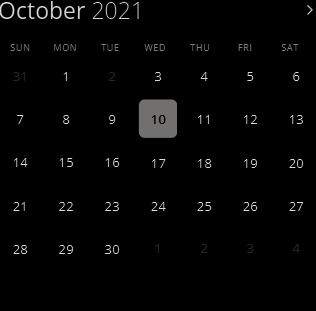 October 2021
SUN MON TUE WED THU FRI SAT
31 1 2 3 4 5 6
7 8 9 10 11 12 13
14 15 16 17 18 19 20
21 22 23 24 25 26 27
28 29 30 1 2 3 4